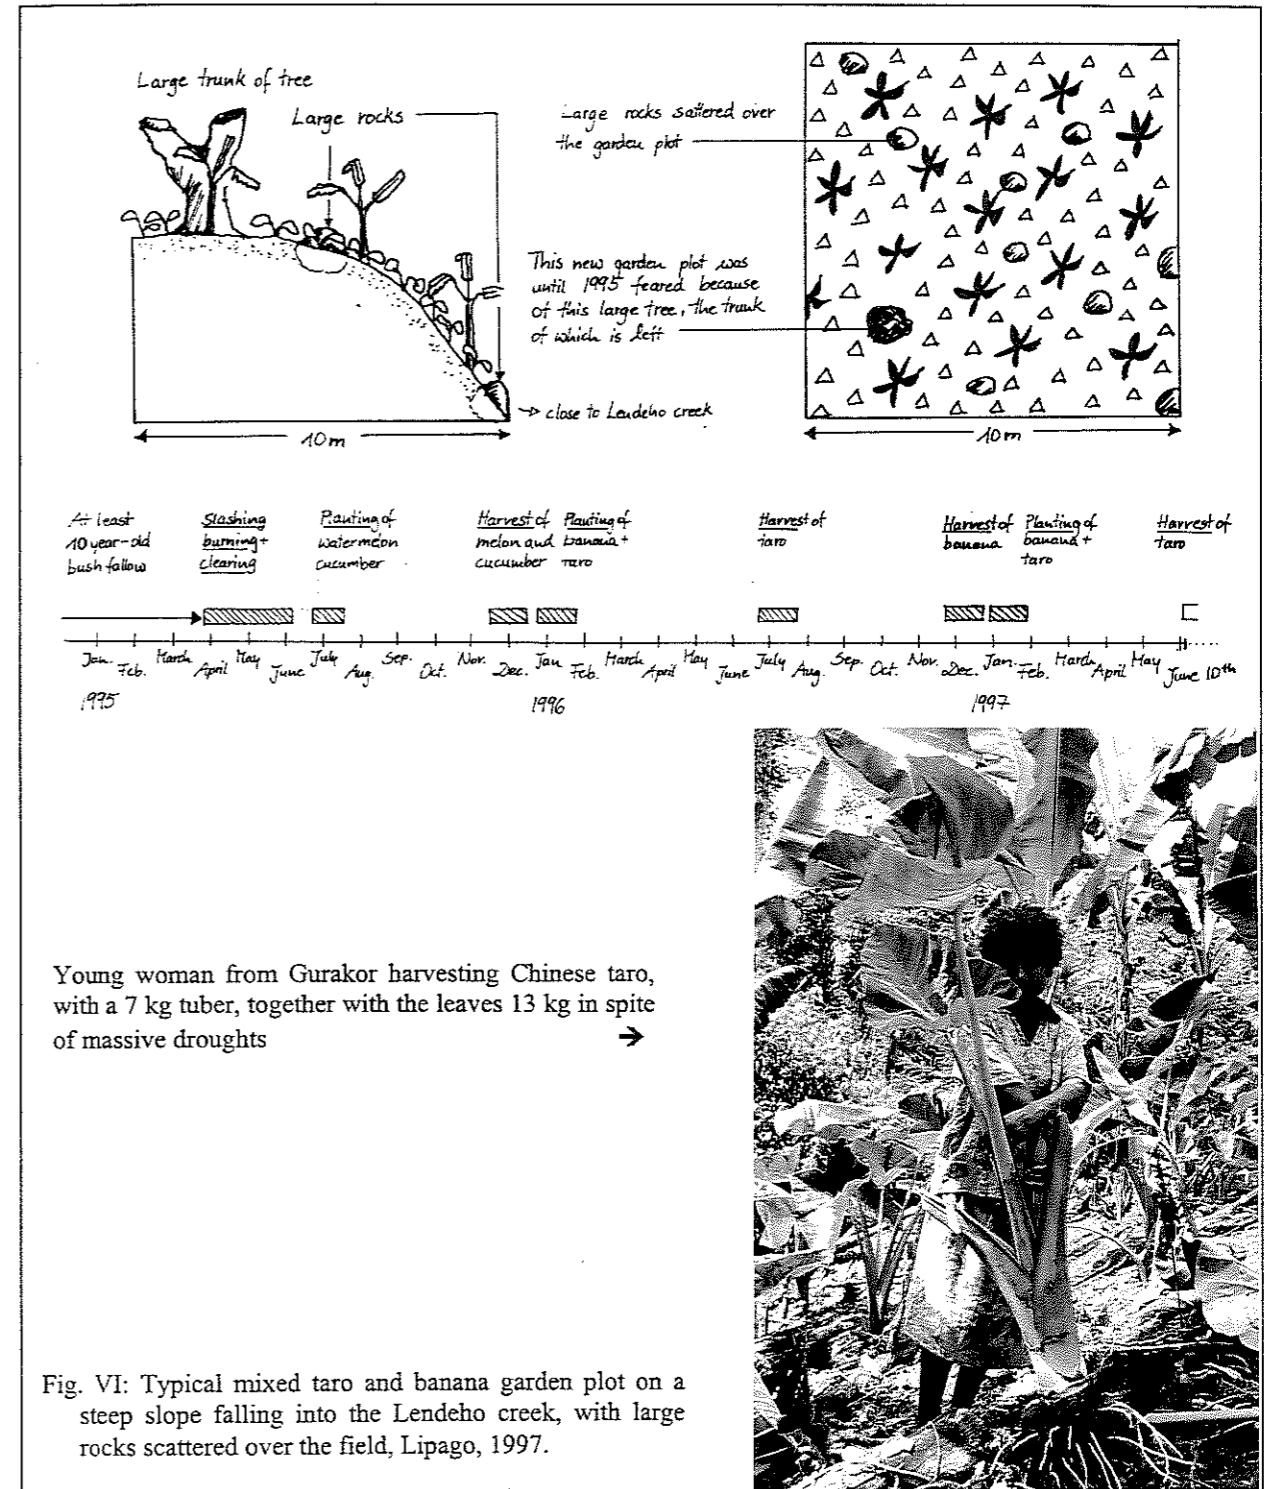 Large trunk of tree
Large rocks
Large rocks sattered over
the garden plot
This new garden plot was
until 1995 feared because
of this large tree, the trunk
of which is left
close to Lendeho creek
10m
10m
At least
10 year-old
bush fallow
Slashing
burning+
clearing
Planting of
watermelon
cucumber
Harvest of
melon and
cucumber
Planting of
banana+
taro
Harvest of
taro
Harvest of
banana
Planting of
banana+
taro
Harvest of
taro
Jan. Feb. March April May June July Aug. Sep. Oct. Nov. Dec. Jan Feb. March April May June July Aug. Sep. Oct. Nov. Dec. Jan. Feb. March April May June 10th
1995 1996 1997
Young woman from Gurakor harvesting Chinese taro,
with a 7 kg tuber, together with the leaves 13 kg in spite
of massive droughts →
Fig. VI: Typical mixed taro and banana garden plot on a
steep slope falling into the Lendeho creek, with large
rocks scattered over the field, Lipago, 1997.